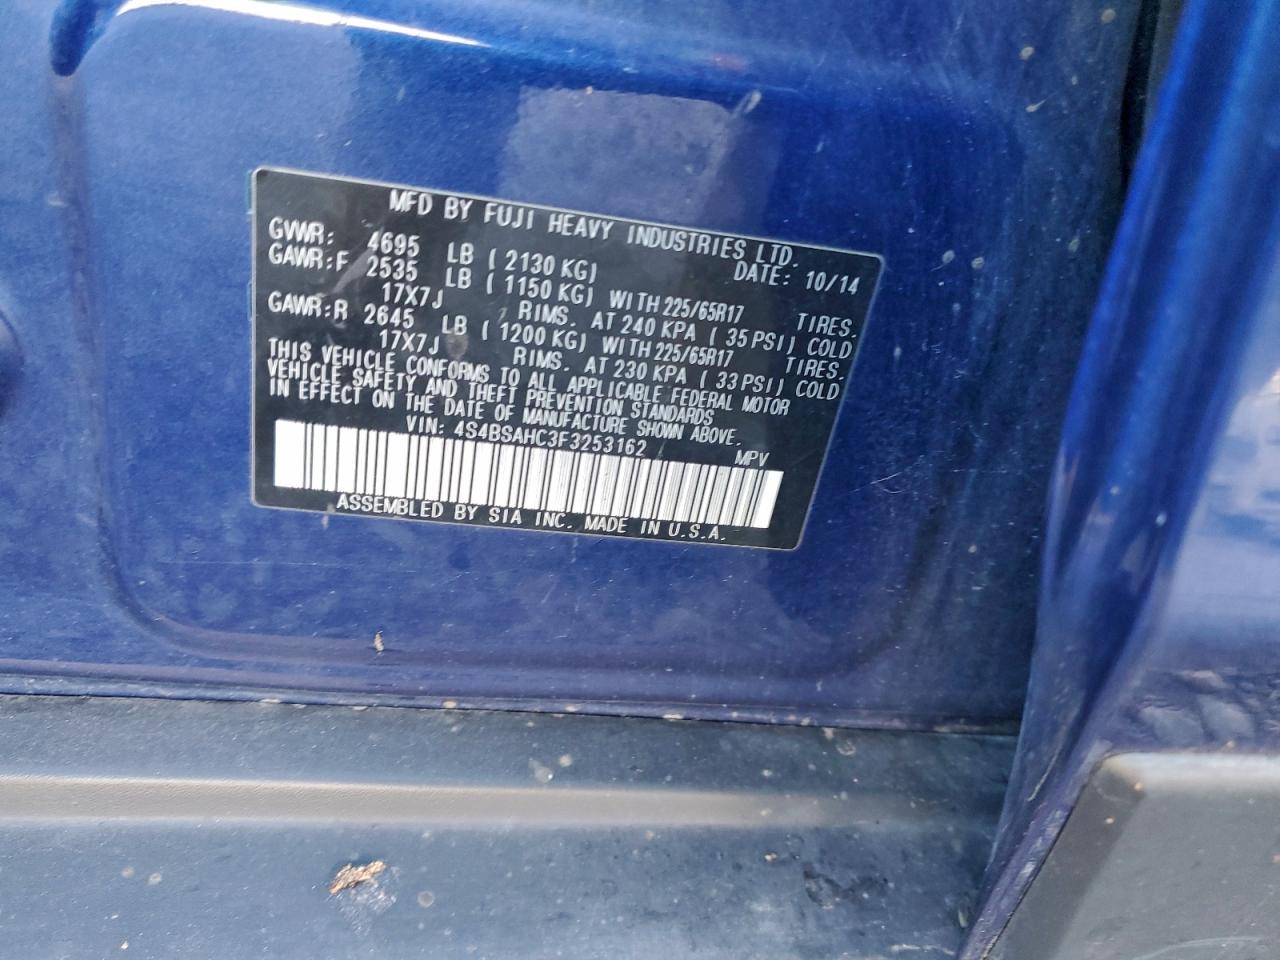 MFD BY FUJI HEAVY INDUSTRIES LTD.
GVWR: 4695 LB ( 2130 KG) DATE: 10/14
GAWR:F 2535 LB ( 1150 KG) WITH 225/65R17 TIRES.
17X7J RIMS. AT 240 KPA ( 35 PSI) COLD
GAWR:R 2645 LB ( 1200 KG) WITH 225/65R17 TIRES.
17X7J RIMS. AT 230 KPA ( 33 PSI) COLD
THIS VEHICLE CONFORMS TO ALL APPLICABLE FEDERAL MOTOR
VEHICLE SAFETY AND THEFT PREVENTION STANDARDS
IN EFFECT ON THE DATE OF MANUFACTURE SHOWN ABOVE.
VIN: 4S4BSAHC3F3253162 MPV
ASSEMBLED BY SIA INC. MADE IN U.S.A.